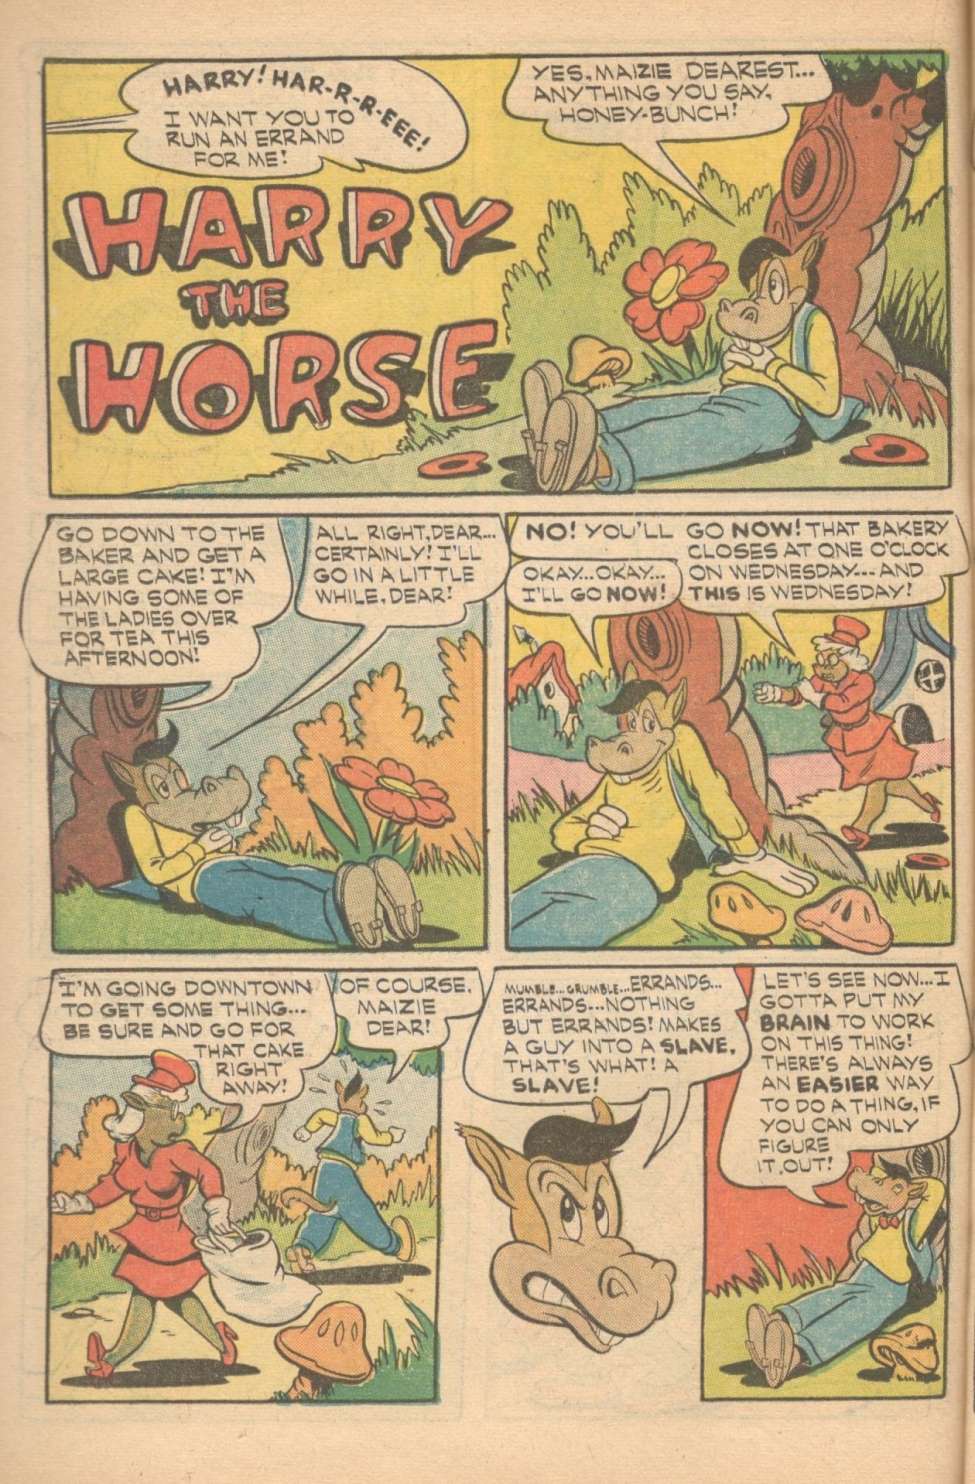 HARRY! HAR-R-R-EEE!
I WANT YOU TO
RUN AN ERRAND
FOR ME!
YES, MAIZIE DEAREST...
ANYTHING YOU SAY,
HONEY-BUNCH!
HARRY
THE
HORSE
GO DOWN TO THE
BAKER AND GET A
LARGE CAKE! I'M
HAVING SOME OF
THE LADIES OVER
FOR TEA THIS
AFTERNOON!
ALL RIGHT, DEAR...
CERTAINLY! I'LL
GO IN A LITTLE
WHILE, DEAR!
NO! YOU'LL GO NOW! THAT BAKERY
CLOSES AT ONE O'CLOCK
ON WEDNESDAY...AND
THIS IS WEDNESDAY!
OKAY...OKAY...
I'LL GO NOW!
I'M GOING DOWNTOWN
TO GET SOME THING...
BE SURE AND GO FOR
THAT CAKE
RIGHT
AWAY!
OF COURSE,
MAIZIE
DEAR!
MUMBLE...GRUMBLE...ERRANDS...
ERRANDS...NOTHING
BUT ERRANDS! MAKES
A GUY INTO A SLAVE,
THAT'S WHAT! A
SLAVE!
LET'S SEE NOW...I
GOTTA PUT MY
BRAIN TO WORK
ON THIS THING!
THERE'S ALWAYS
AN EASIER WAY
TO DO A THING, IF
YOU CAN ONLY
FIGURE
IT OUT!